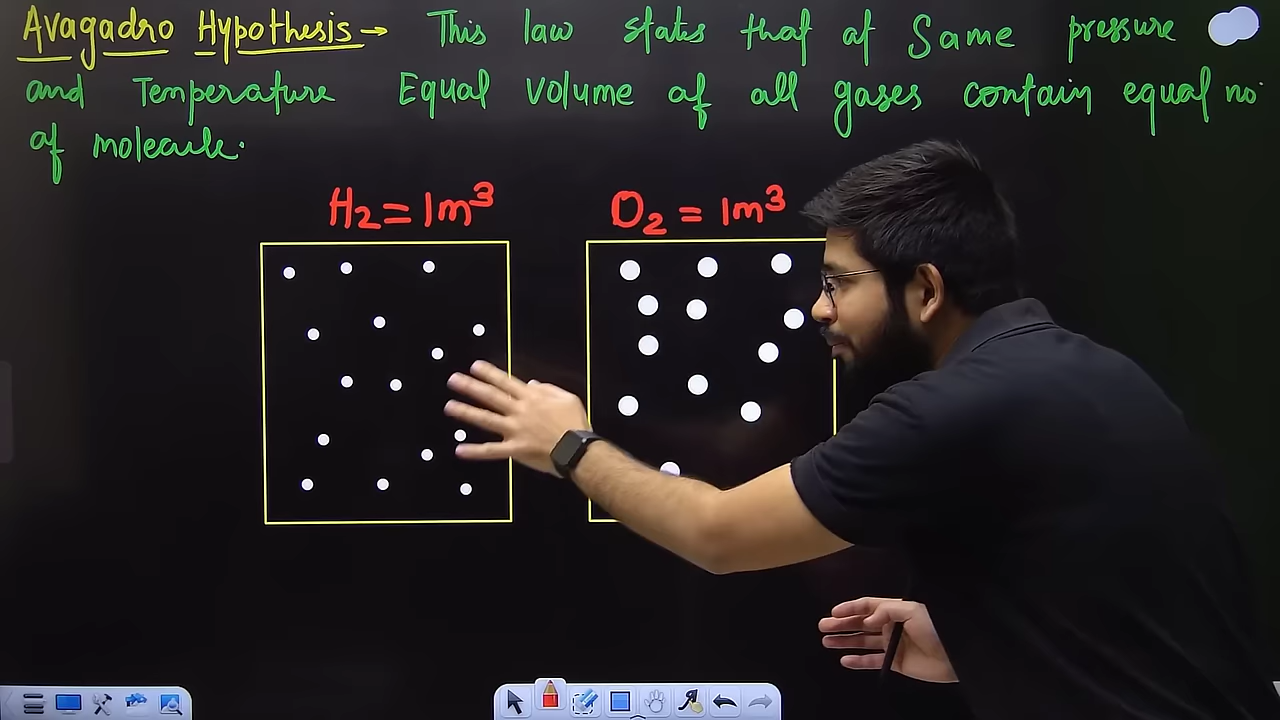 Avagadro Hypothesis → This law states that at Same pressure
and Temperature Equal volume of all gases contain equal no.
of molecule.
H2 = 1m³
O2 = 1m³